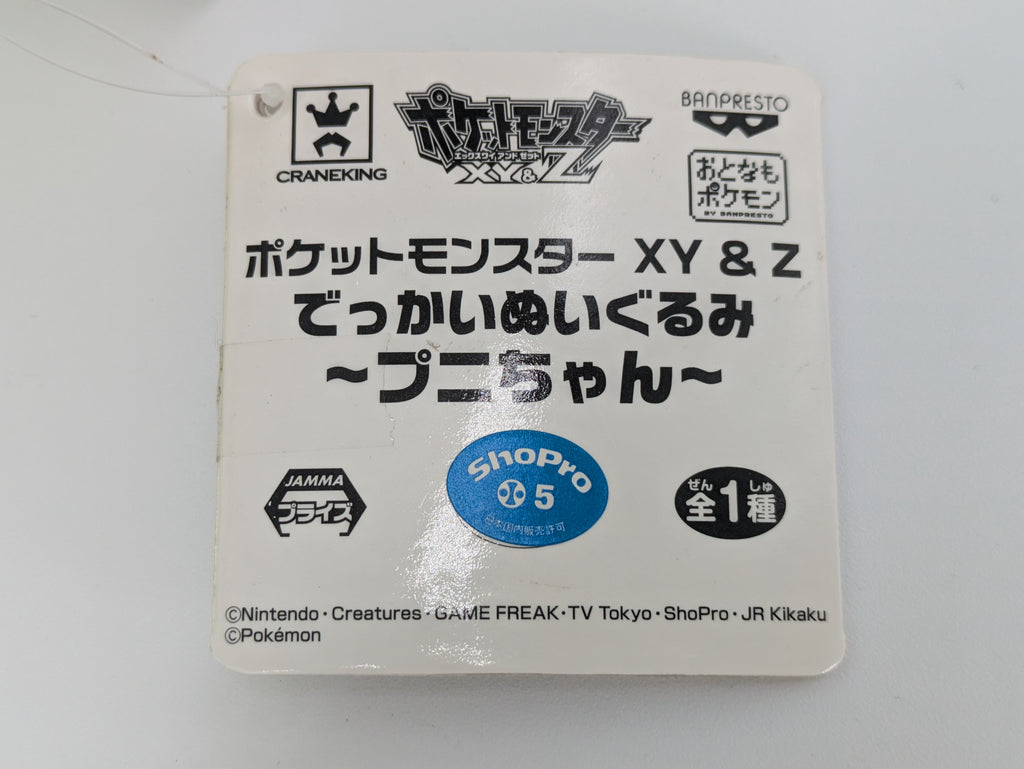 CRANEKING
ポケットモンスター
エックスワイ アンド ゼット
XY&Z
BANPRESTO
おとなも
ポケモン
BY BANPRESTO
ポケットモンスター XY & Z
でっかいぬいぐるみ
~プニちゃん~
JAMMA
プライズ
ShoPro
5
日本国内販売許可
ぜん しゅ
全1種
©Nintendo・Creatures・GAME FREAK・TV Tokyo・ShoPro・JR Kikaku
©Pokémon